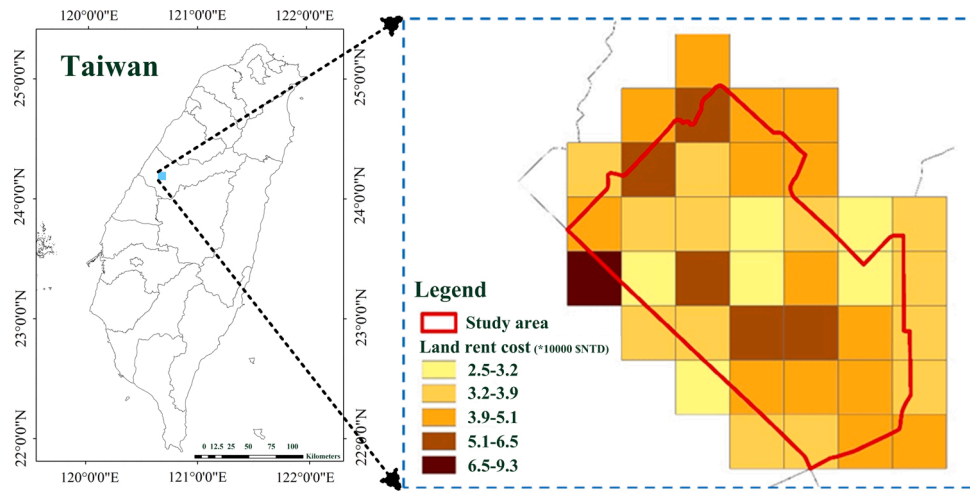 120°0'0"E 121°0'0"E 122°0'0"E
Taiwan
25°0'0"N
24°0'0"N
23°0'0"N
22°0'0"N
25°0'0"N
24°0'0"N
23°0'0"N
22°0'0"N
0 12.5 25 50 75 100
Kilometers
120°0'0"E 121°0'0"E 122°0'0"E
Legend
Study area
Land rent cost (*10000 $NTD)
2.5-3.2
3.2-3.9
3.9-5.1
5.1-6.5
6.5-9.3